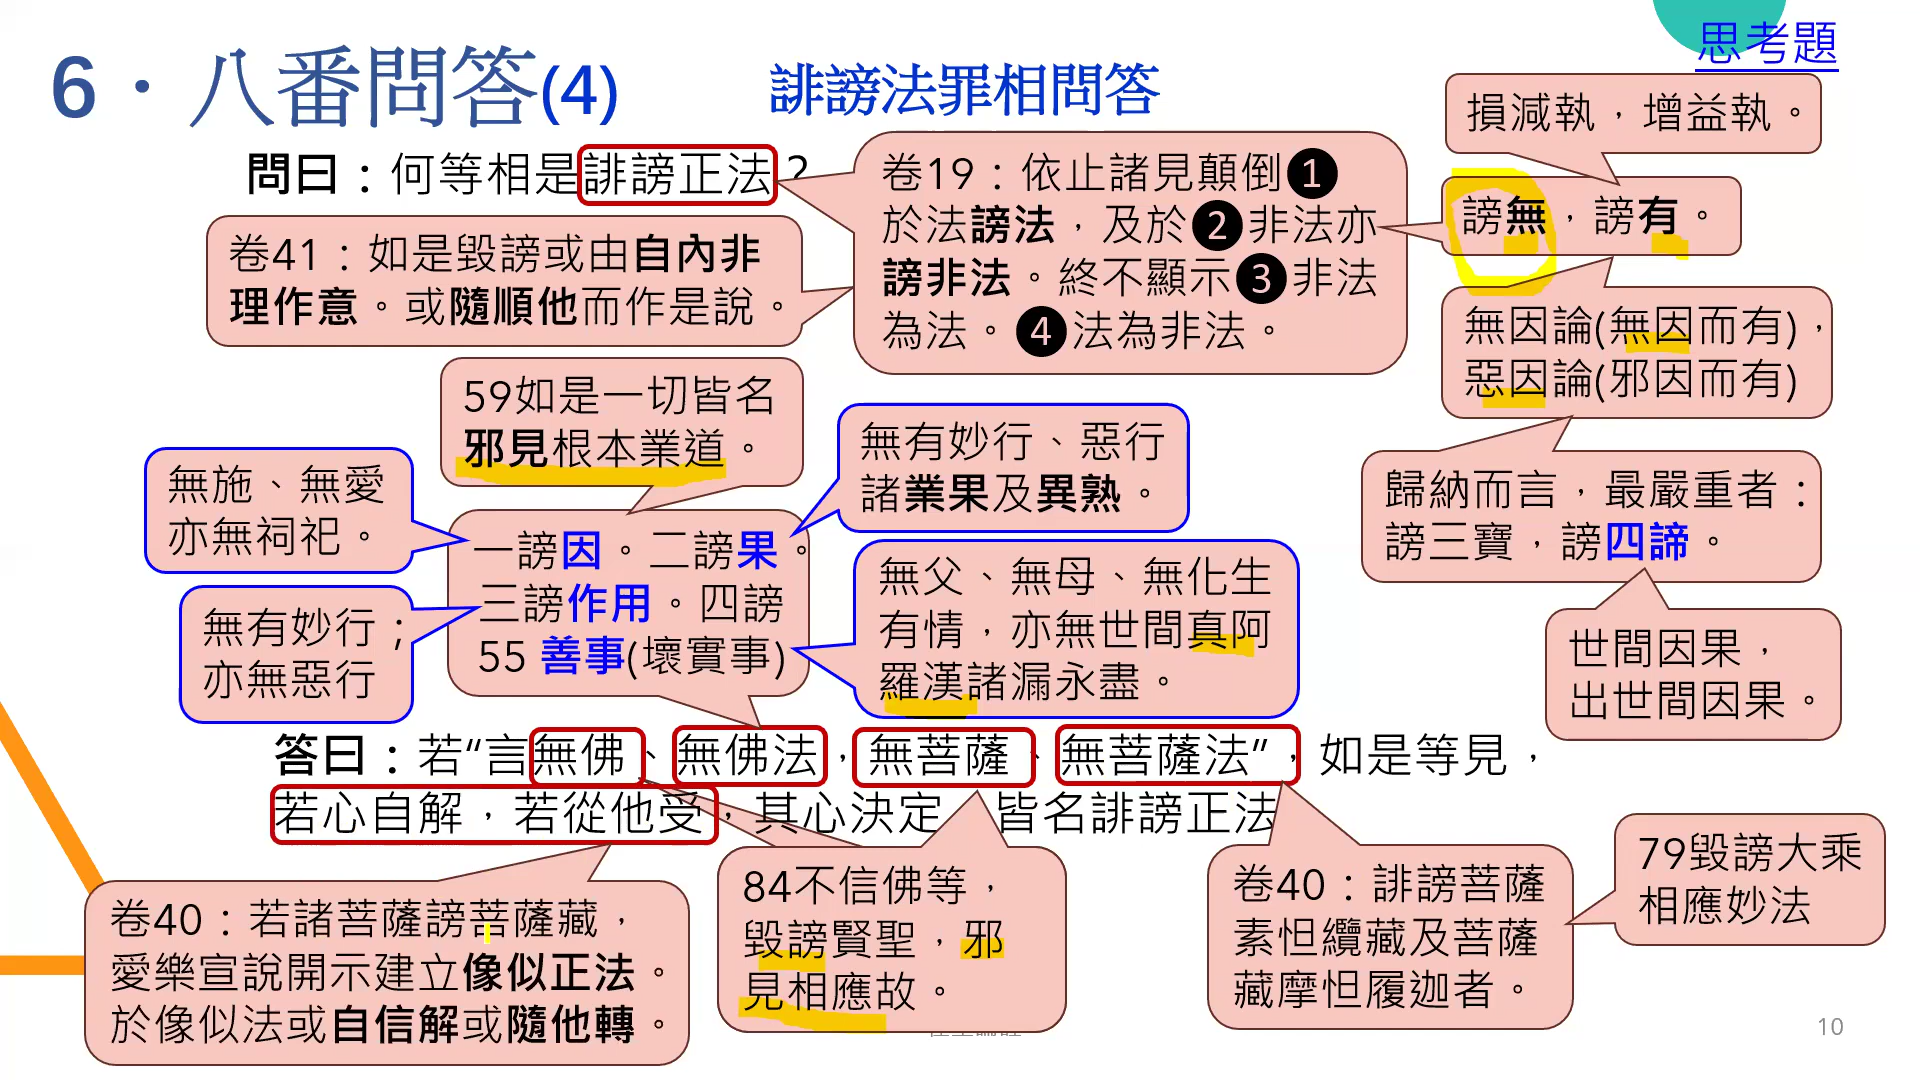 思考題
6．八番問答(4)
誹謗法罪相問答
損減執，增益執。
問曰：何等相是誹謗正法？
卷19：依止諸見顛倒❶
於法謗法，及於❷非法亦
謗非法。終不顯示❸非法
為法。❹法為非法。
謗無，謗有。
卷41：如是毀謗或由自內非
理作意。或隨順他而作是說。
無因論(無因而有)，
惡因論(邪因而有)
59如是一切皆名
邪見根本業道。
無有妙行、惡行
諸業果及異熟。
無施、無愛
亦無祠祀。
歸納而言，最嚴重者：
謗三寶，謗四諦。
一謗因。二謗果。
三謗作用。四謗
55 善事(壞實事)
無父、無母、無化生
有情，亦無世間真阿
羅漢諸漏永盡。
無有妙行；
亦無惡行
世間因果，
出世間因果。
答曰：若“言無佛、無佛法，無菩薩、無菩薩法”，如是等見，
若心自解，若從他受，其心決定，皆名誹謗正法
卷40：若諸菩薩謗菩薩藏，
愛樂宣說開示建立像似正法。
於像似法或自信解或隨他轉。
84不信佛等，
毀謗賢聖，邪
見相應故。
卷40：誹謗菩薩
素怛纜藏及菩薩
藏摩怛履迦者。
79毀謗大乘
相應妙法
10